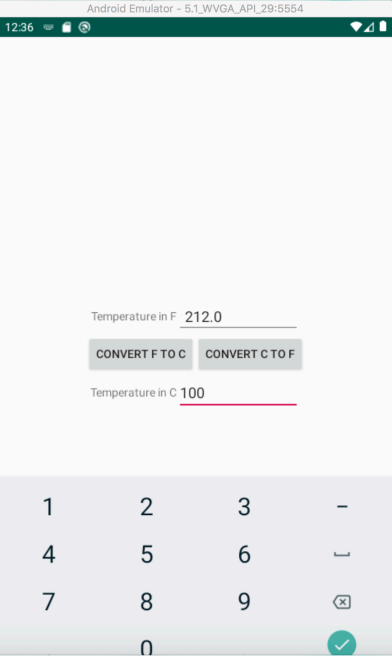 Android Emulator - 5.1_WVGA_API_29:5554
12:36
Temperature in F 212.0
CONVERT F TO C CONVERT C TO F
Temperature in C 100
1 2 3 -
4 5 6
7 8 9
0